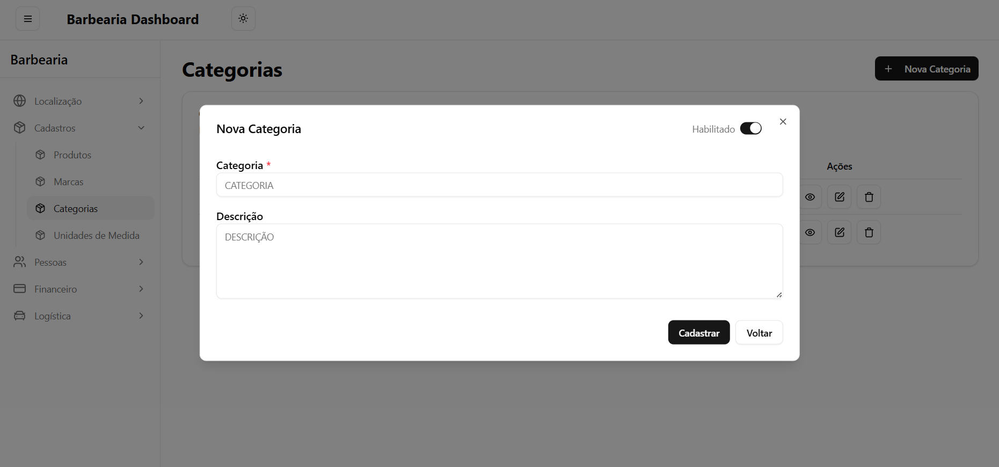 Barbearia Dashboard
Barbearia
Localização
Cadastros
Produtos
Marcas
Categorias
Unidades de Medida
Pessoas
Financeiro
Logística
Categorias
Nova Categoria
Ações
Nova Categoria
Habilitado
Categoria *
CATEGORIA
Descrição
DESCRIÇÃO
Cadastrar
Voltar